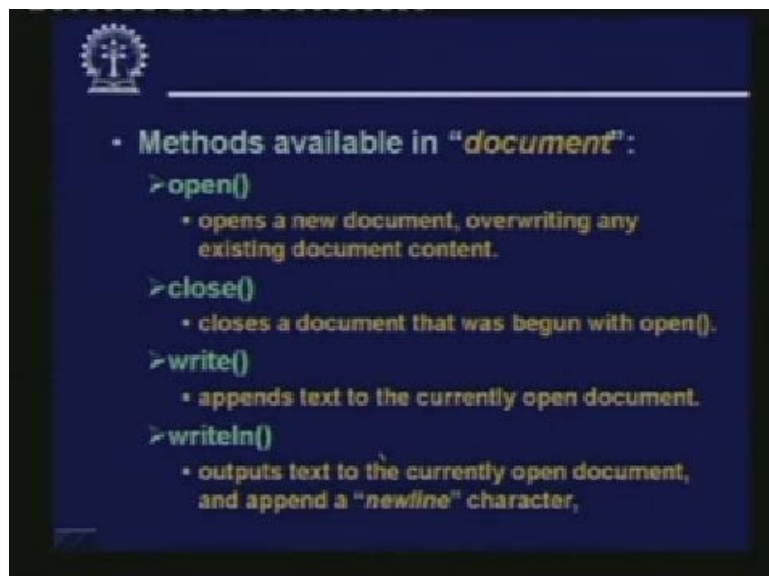 • Methods available in “document”:
➢open()
▪ opens a new document, overwriting any
existing document content.
➢close()
▪ closes a document that was begun with open().
➢write()
▪ appends text to the currently open document.
➢writeln()
▪ outputs text to the currently open document,
and append a “newline” character,